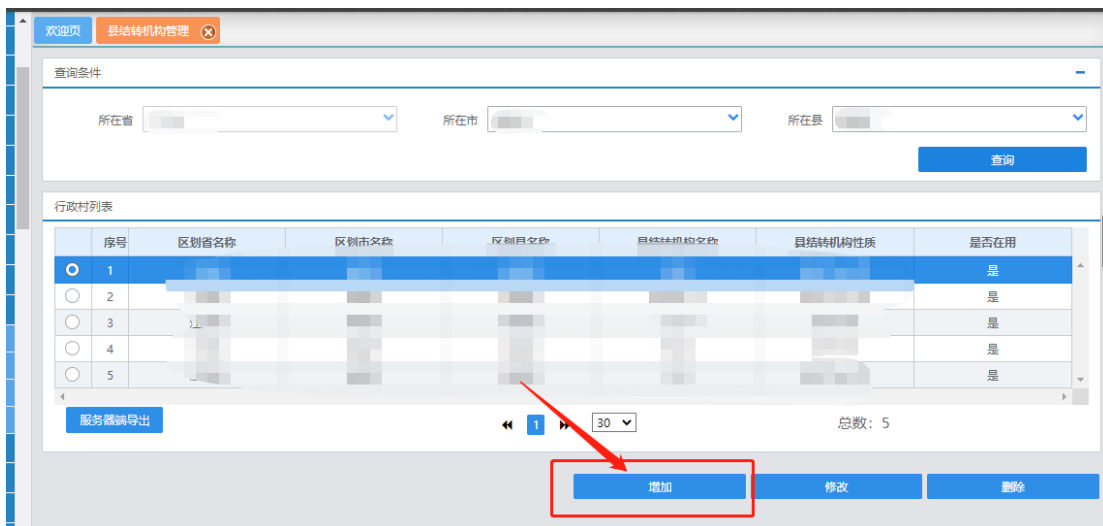 欢迎页 县结转机构管理
查询条件
所在省 所在市 所在县
查询
行政村列表
序号 区划省名称 区划市名称 区划县名称 县结转机构名称 县结转机构性质 是否在用
1 是
2 是
3 是
4 是
5 是
服务器端导出 1 30 总数: 5
增加 修改 删除